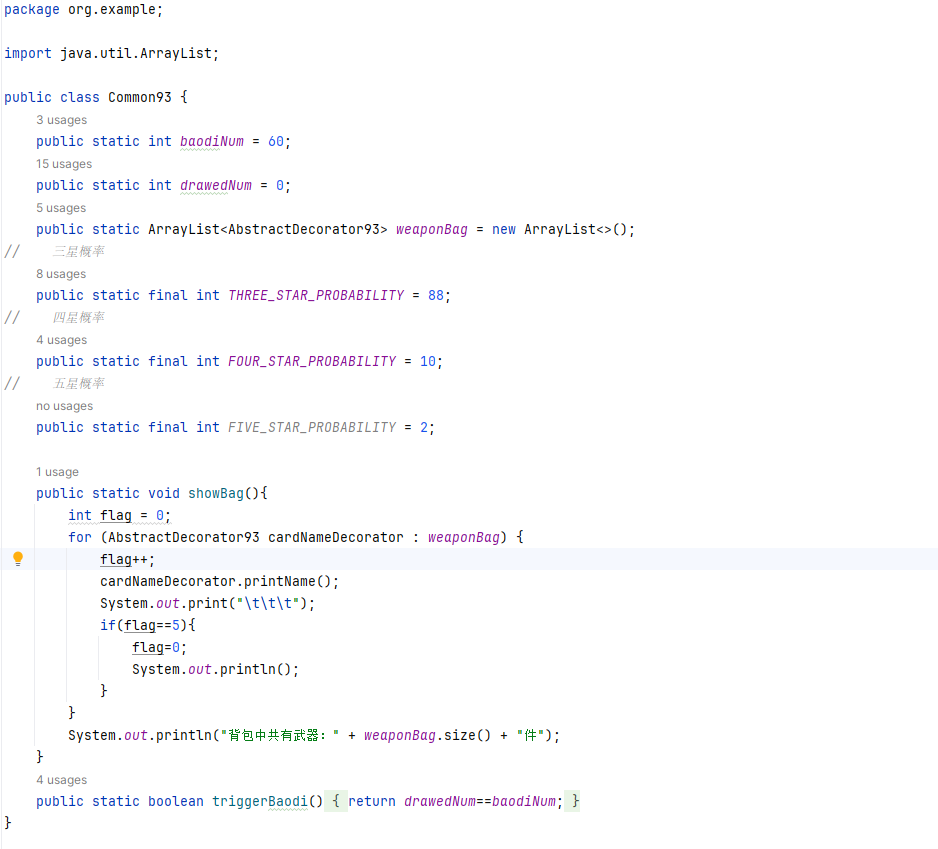 package org.example;
import java.util.ArrayList;
public class Common93 {
3 usages
public static int baodiNum = 60;
15 usages
public static int drawedNum = 0;
5 usages
public static ArrayList<AbstractDecorator93> weaponBag = new ArrayList<>();
// 三星概率
8 usages
public static final int THREE_STAR_PROBABILITY = 88;
// 四星概率
4 usages
public static final int FOUR_STAR_PROBABILITY = 10;
// 五星概率
no usages
public static final int FIVE_STAR_PROBABILITY = 2;
1 usage
public static void showBag(){
int flag = 0;
for (AbstractDecorator93 cardNameDecorator : weaponBag) {
flag++;
cardNameDecorator.printName();
System.out.print("\t\t\t");
if(flag==5){
flag=0;
System.out.println();
}
}
System.out.println("背包中共有武器：" + weaponBag.size() + "件");
}
4 usages
public static boolean triggerBaodi() { return drawedNum==baodiNum; }
}